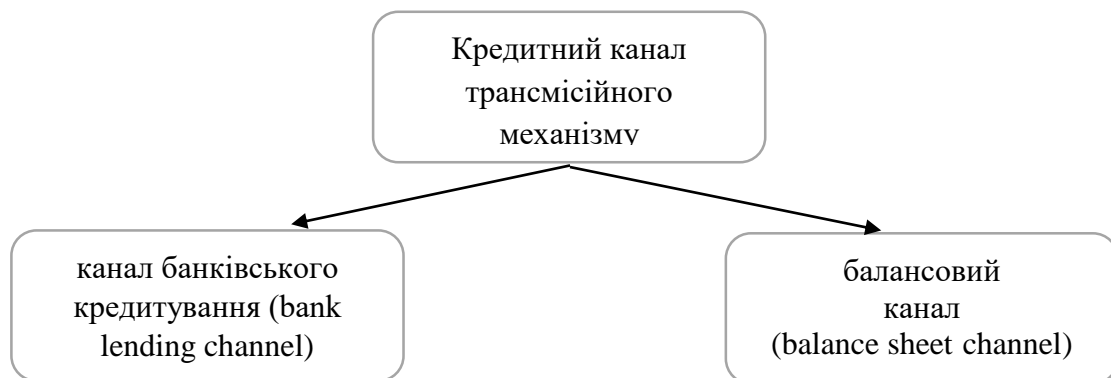 Кредитний канал
трансмісійного
механізму
канал банківського
кредитування (bank
lending channel)
балансовий
канал
(balance sheet channel)